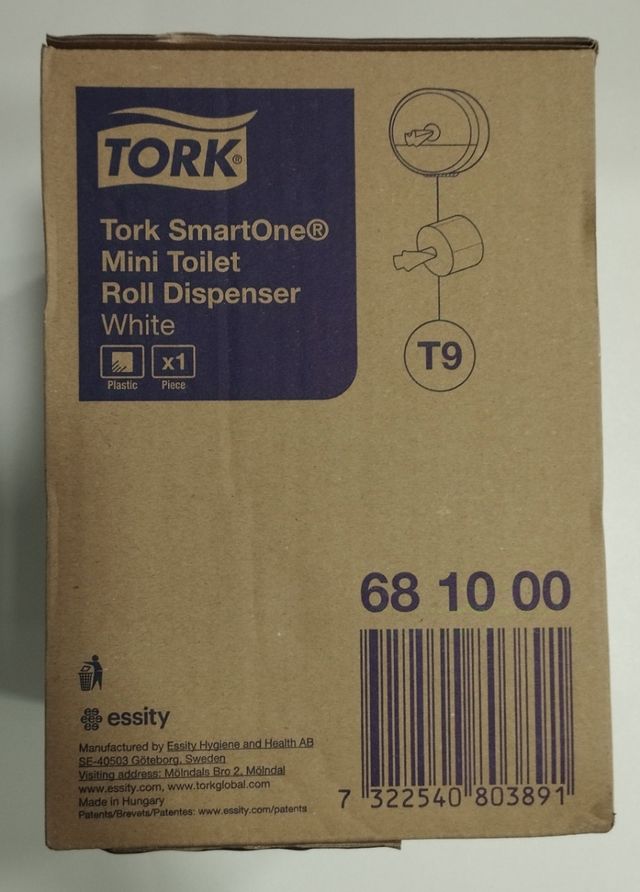 TORK®
Tork SmartOne®
Mini Toilet
Roll Dispenser
White
x1
Plastic
Piece
T9
68 10 00
7 322540 803891
essity
Manufactured by Essity Hygiene and Health AB
SE-40503 Göteborg, Sweden
Visiting address: Mölndals Bro 2, Mölndal
www.essity.com, www.torkglobal.com
Made in Hungary
Patents/Brevets/Patentes: www.essity.com/patents